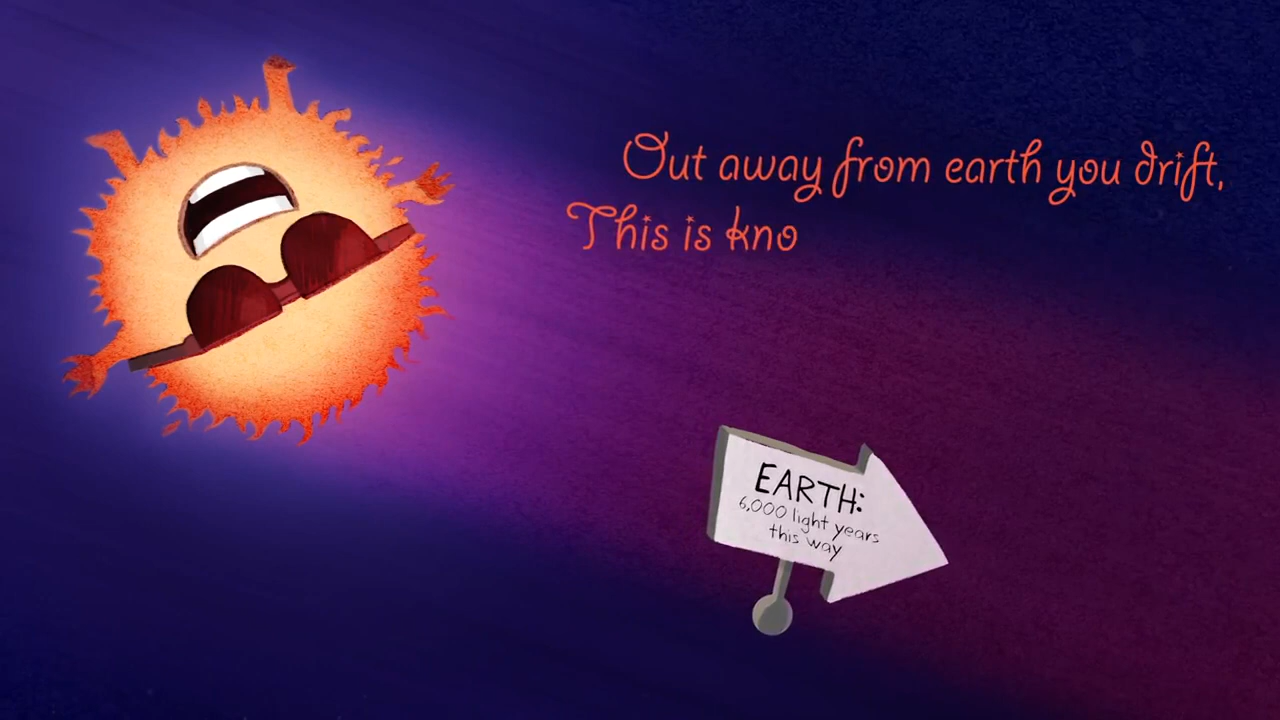 Out away from earth you drift,
This is kno
EARTH:
6,000 light years
this way